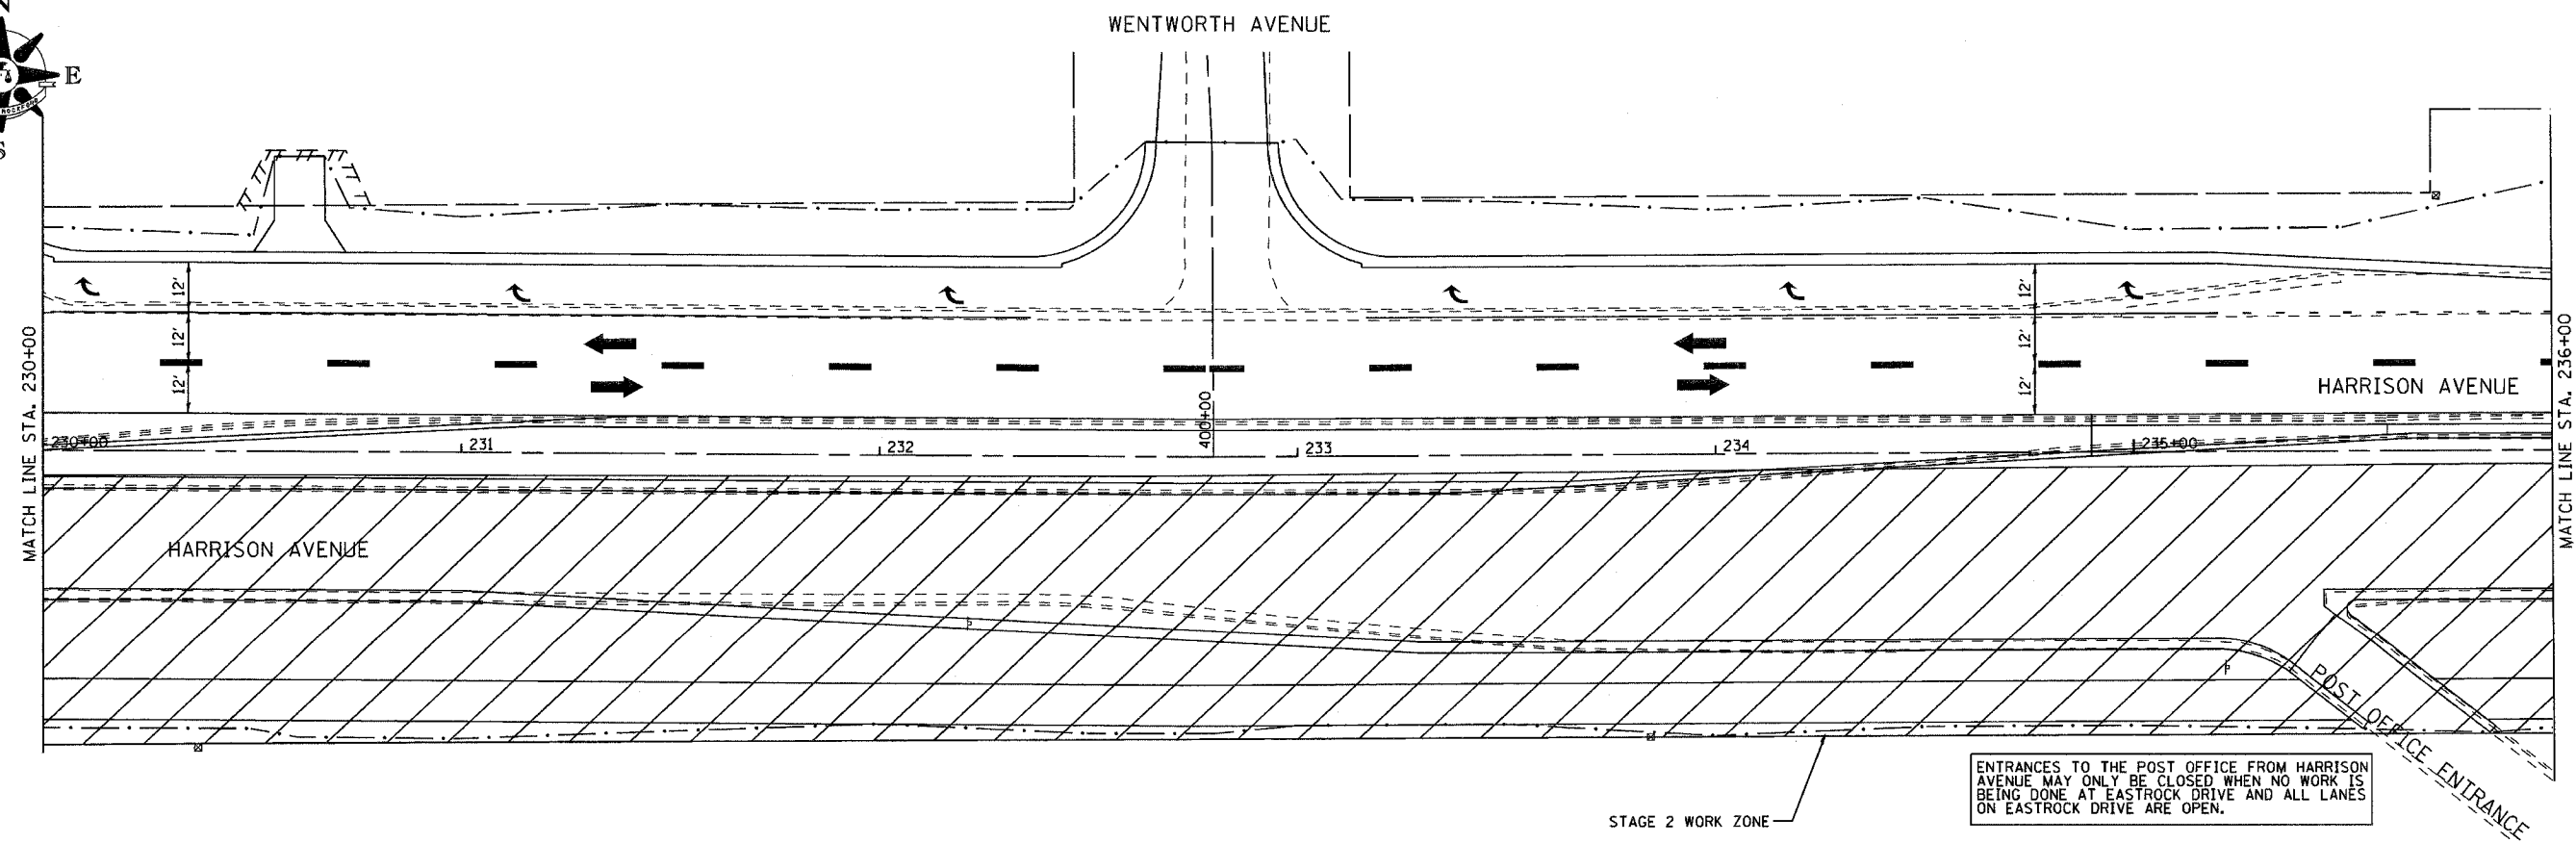 WENTWORTH AVENUE
N
E
S
ROCKFORD
12'
12'
12'
12'
12'
12'
MATCH LINE STA. 230+00
MATCH LINE STA. 236+00
HARRISON AVENUE
400+00
230+00
231
232
233
234
235+00
HARRISON AVENUE
POST OFFICE ENTRANCE
STAGE 2 WORK ZONE
ENTRANCES TO THE POST OFFICE FROM HARRISON
AVENUE MAY ONLY BE CLOSED WHEN NO WORK IS
BEING DONE AT EASTROCK DRIVE AND ALL LANES
ON EASTROCK DRIVE ARE OPEN.